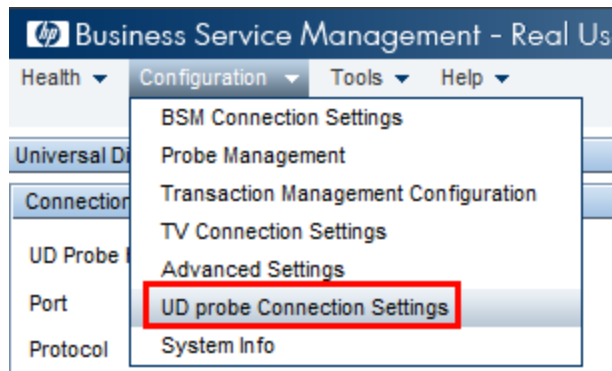 hp Business Service Management - Real Us
Health Configuration Tools Help
BSM Connection Settings
Universal Di Probe Management
Connection Transaction Management Configuration
TV Connection Settings
UD Probe Advanced Settings
Port UD probe Connection Settings
Protocol System Info